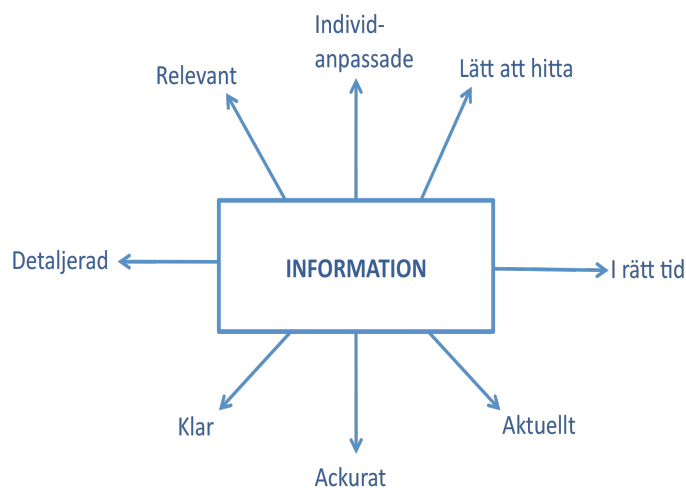 Individ-
anpassade
Relevant
Lätt att hitta
Detaljerad
INFORMATION
I rätt tid
Klar
Aktuellt
Ackurat